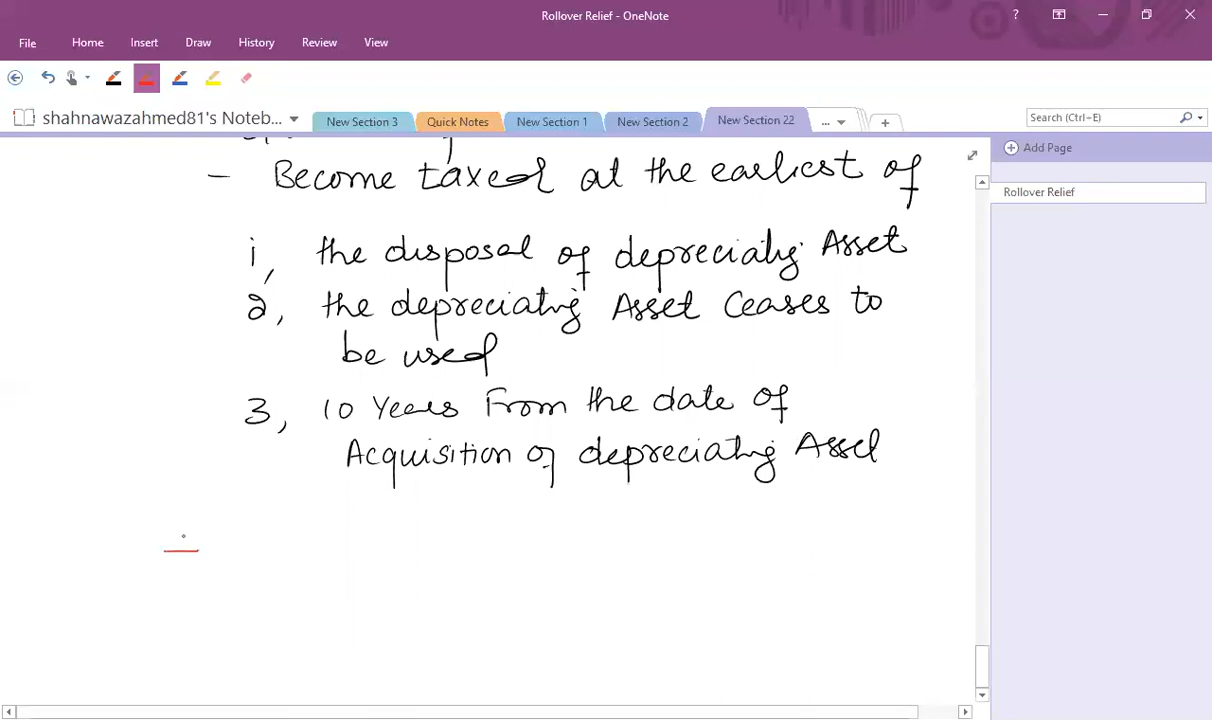 Rollover Relief - OneNote
?
File Home Insert Draw History Review View
shahnawazahmed81's Noteb... New Section 3 Quick Notes New Section 1 New Section 2 New Section 22 ... + Search (Ctrl+E)
Add Page
Rollover Relief
- Become taxed at the earliest of
1, the disposal of depreciating Asset
2, the depreciating Asset Ceases to
be used
3, 10 Years From the date of
Acquisition of depreciating Asset